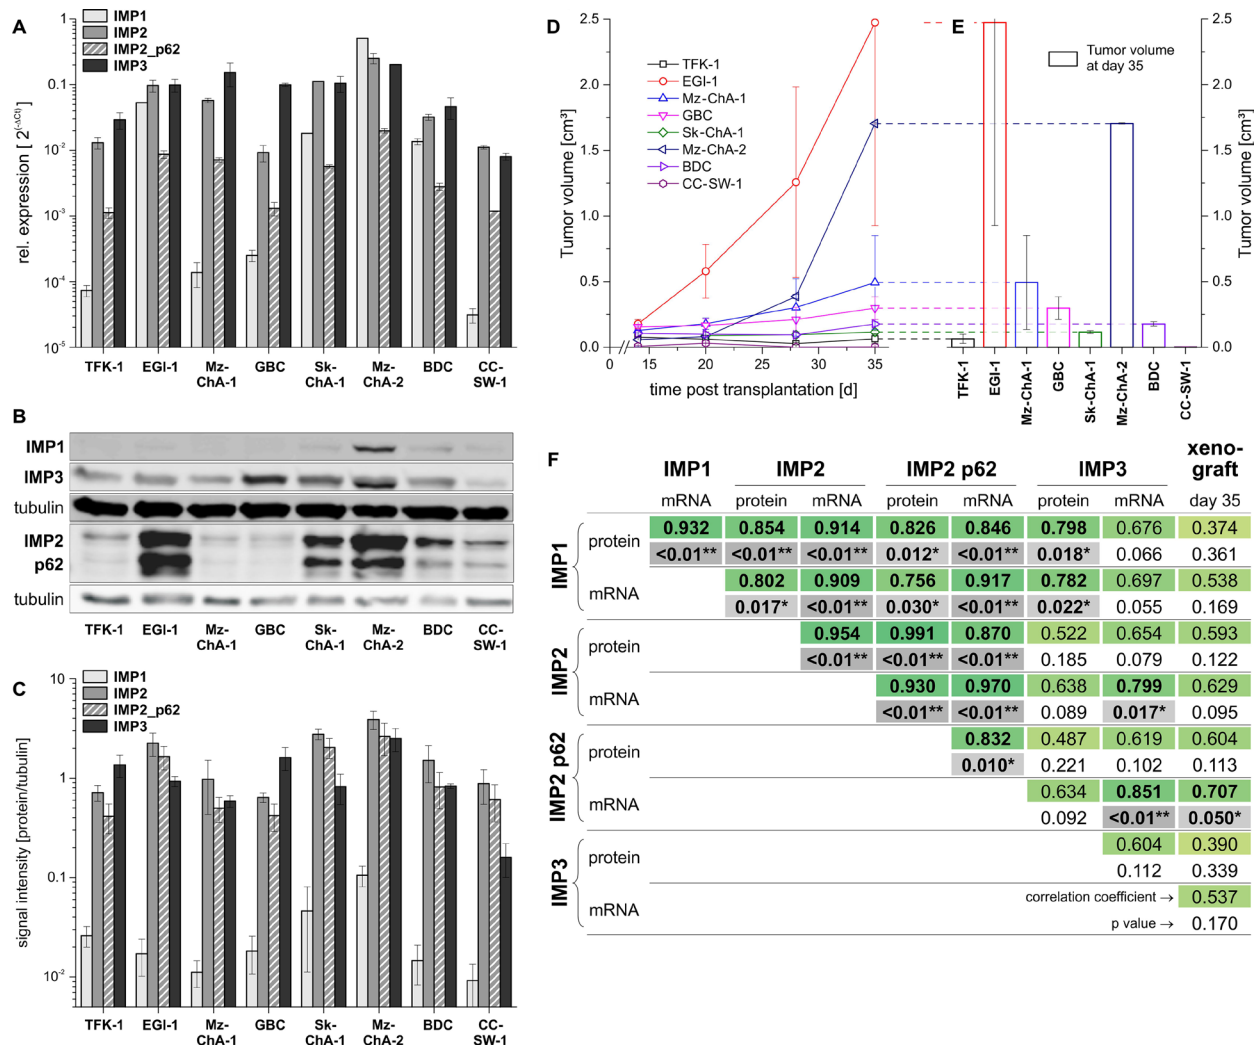 A
IMP1
IMP2
IMP2_p62
IMP3
rel. expression [ 2^(-ΔCt) ]
1
0.1
10^-2
10^-3
10^-4
10^-5
TFK-1 EGI-1 Mz-ChA-1 GBC Sk-ChA-1 Mz-ChA-2 BDC CC-SW-1
B
IMP1
IMP3
tubulin
IMP2
p62
tubulin
TFK-1 EGI-1 Mz-ChA-1 GBC Sk-ChA-1 Mz-ChA-2 BDC CC-SW-1
C
IMP1
IMP2
IMP2_p62
IMP3
signal intensity [protein/tubulin]
10
1
0.1
10^-2
TFK-1 EGI-1 Mz-ChA-1 GBC Sk-ChA-1 Mz-ChA-2 BDC CC-SW-1
D
TFK-1
EGI-1
Mz-ChA-1
GBC
Sk-ChA-1
Mz-ChA-2
BDC
CC-SW-1
Tumor volume [cm³]
2.5
2.0
1.5
1.0
0.5
0.0
0 15 20 25 30 35
time post transplantation [d]
E
Tumor volume
at day 35
2.5
2.0
1.5
1.0
0.5
0.0
Tumor volume [cm³]
TFK-1 EGI-1 Mz-ChA-1 GBC Sk-ChA-1 Mz-ChA-2 BDC CC-SW-1
F
IMP1 IMP2 IMP2 p62 IMP3 xeno-graft
mRNA protein mRNA protein mRNA protein mRNA day 35
IMP1
protein 0.932 0.854 0.914 0.826 0.846 0.798 0.676 0.374
<0.01** <0.01** <0.01** 0.012* <0.01** 0.018* 0.066 0.361
mRNA 0.802 0.909 0.756 0.917 0.782 0.697 0.538
0.017* <0.01** 0.030* <0.01** 0.022* 0.055 0.169
IMP2
protein 0.954 0.991 0.870 0.522 0.654 0.593
<0.01** <0.01** <0.01** 0.185 0.079 0.122
mRNA 0.930 0.970 0.638 0.799 0.629
<0.01** <0.01** 0.089 0.017* 0.095
IMP2 p62
protein 0.832 0.487 0.619 0.604
0.010* 0.221 0.102 0.113
mRNA 0.634 0.851 0.707
0.092 <0.01** 0.050*
IMP3
protein 0.604 0.390
0.112 0.339
mRNA correlation coefficient → 0.537
p value → 0.170